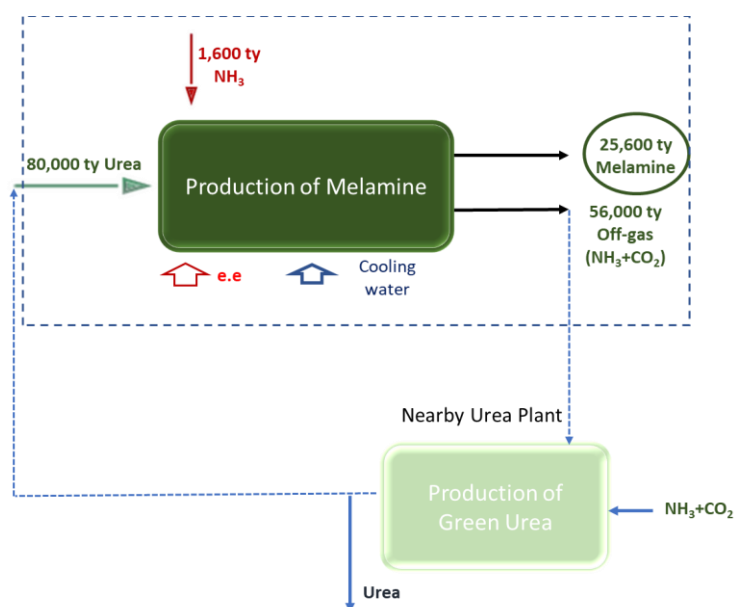 1,600 ty
NH₃
80,000 ty Urea
Production of Melamine
25,600 ty
Melamine
56,000 ty
Off-gas
(NH₃+CO₂)
e.e
Cooling
water
Nearby Urea Plant
Production of
Green Urea
NH₃+CO₂
Urea